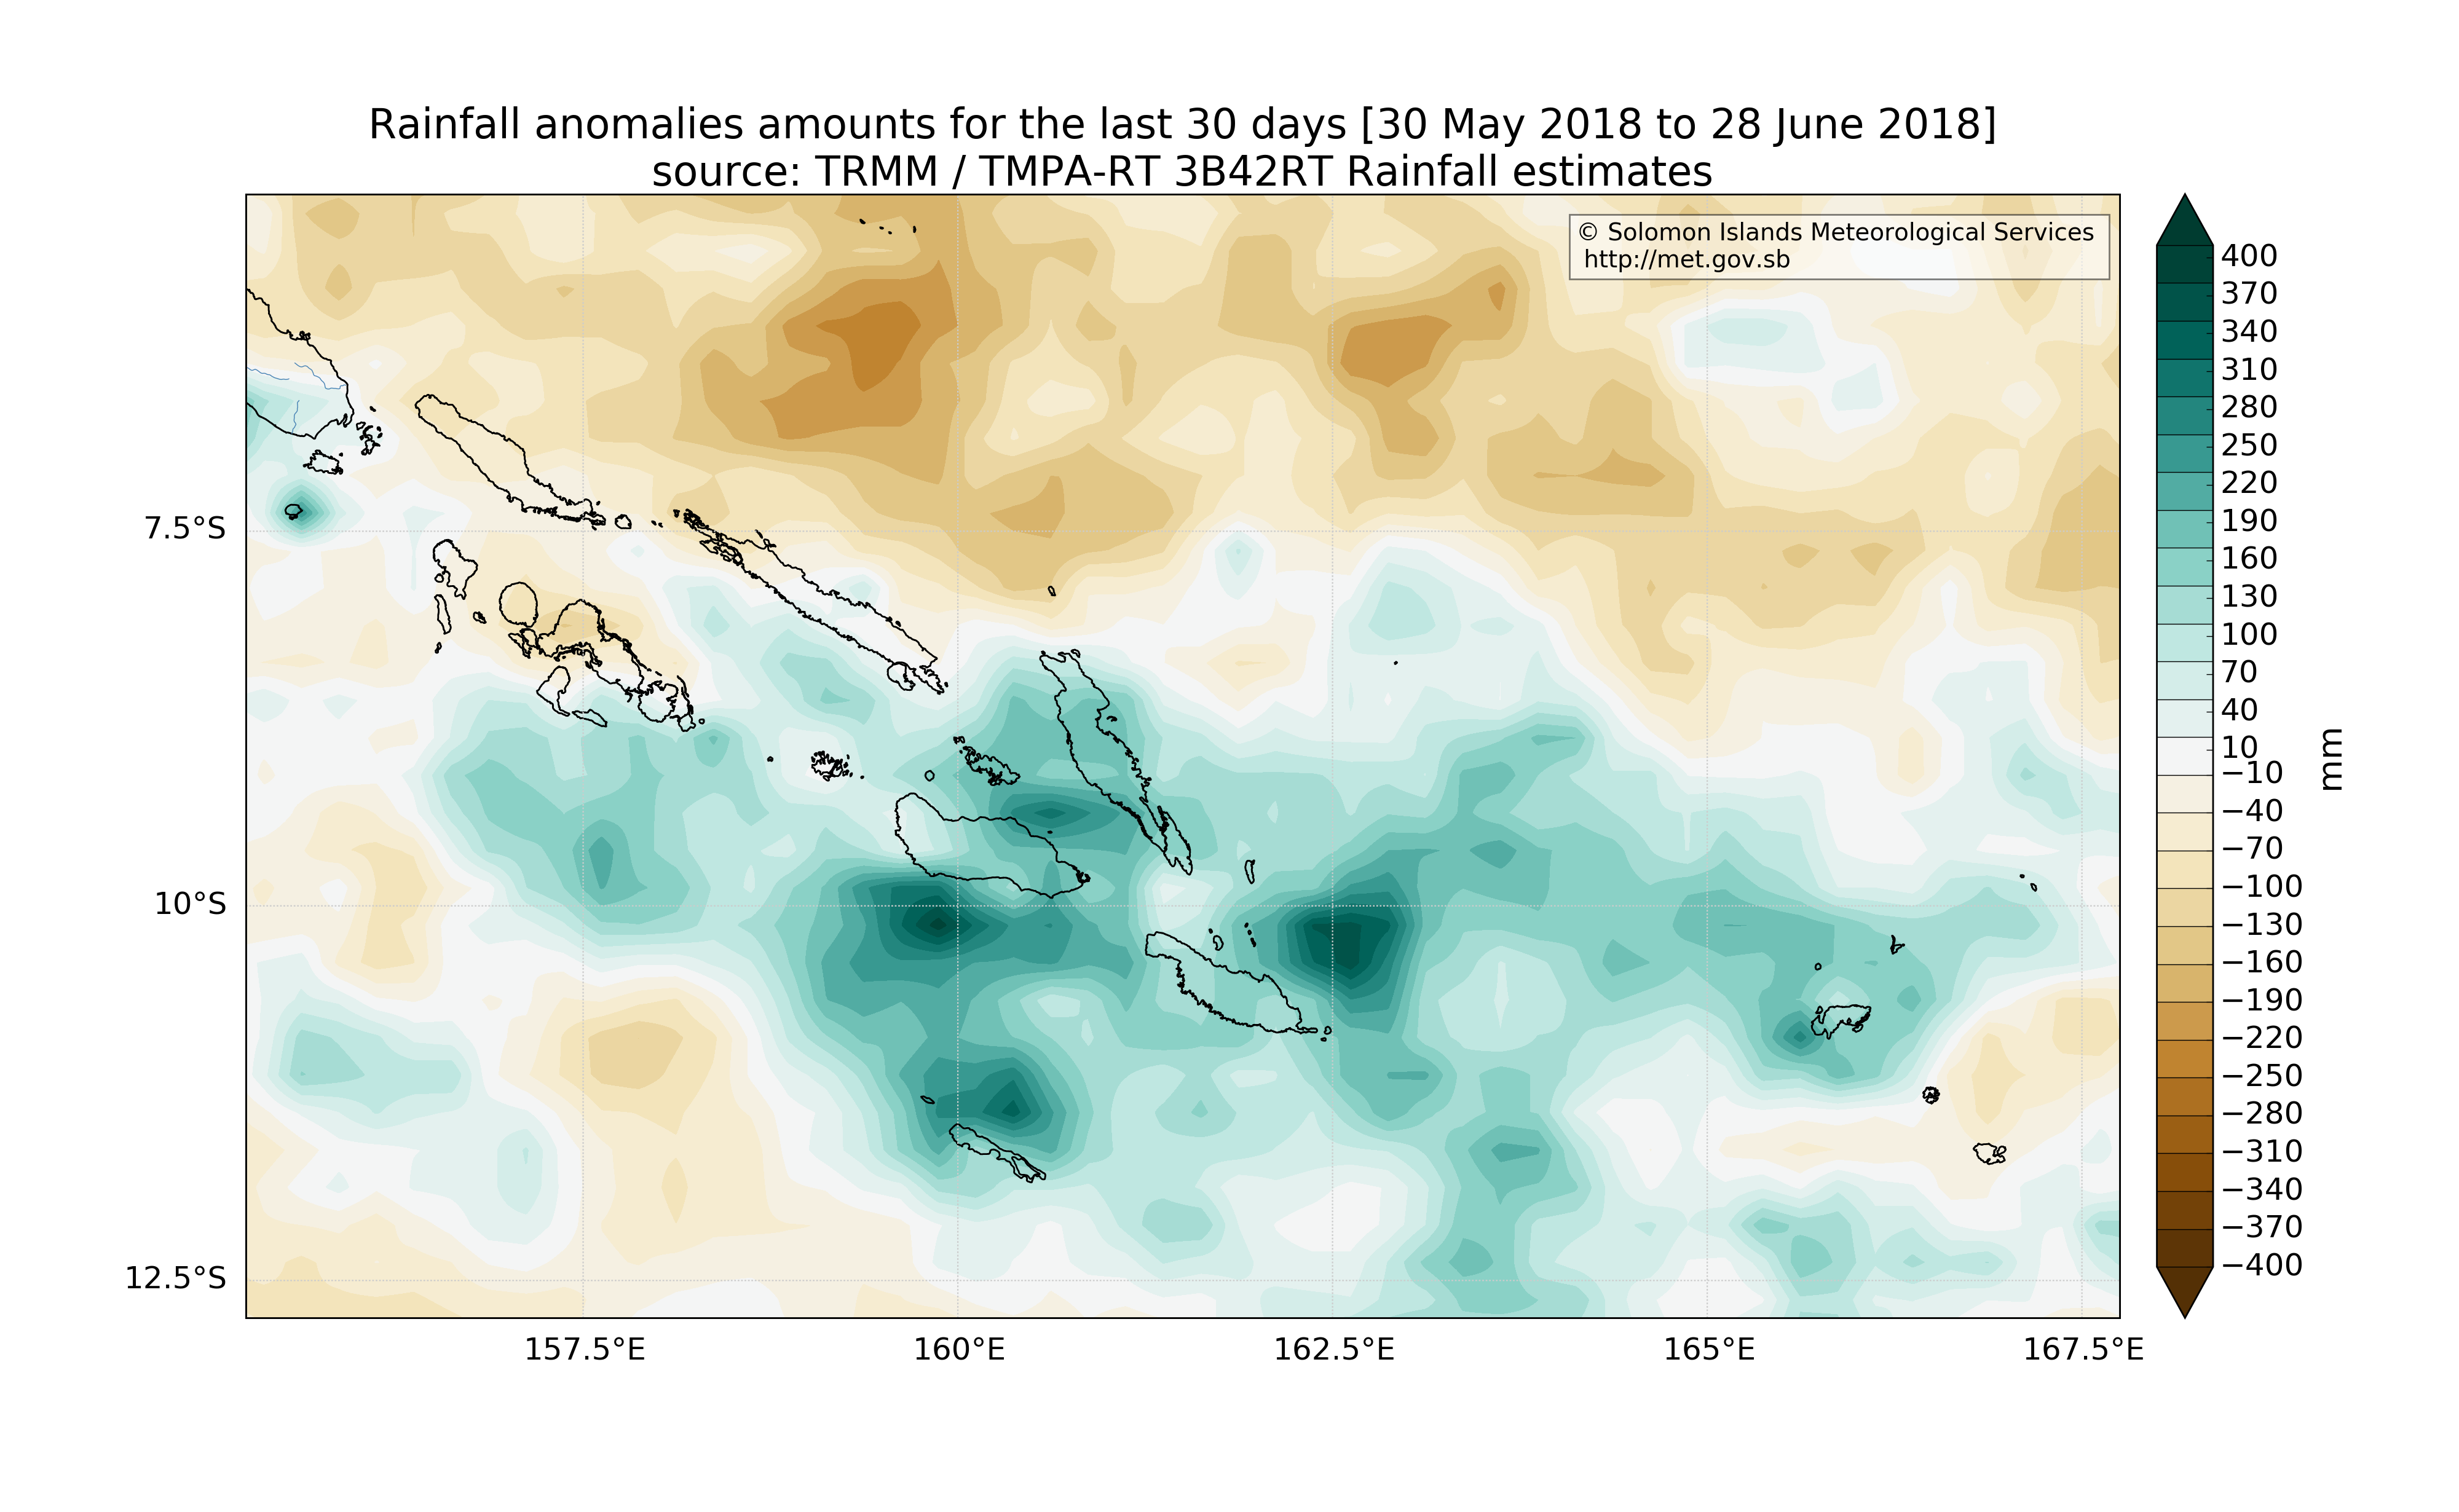 Rainfall anomalies amounts for the last 30 days [30 May 2018 to 28 June 2018]
source: TRMM / TMPA-RT 3B42RT Rainfall estimates
© Solomon Islands Meteorological Services
http://met.gov.sb
7.5°S
10°S
12.5°S
157.5°E
160°E
162.5°E
165°E
167.5°E
400
370
340
310
280
250
220
190
160
130
100
70
40
10
−10
−40
−70
−100
−130
−160
−190
−220
−250
−280
−310
−340
−370
−400
mm